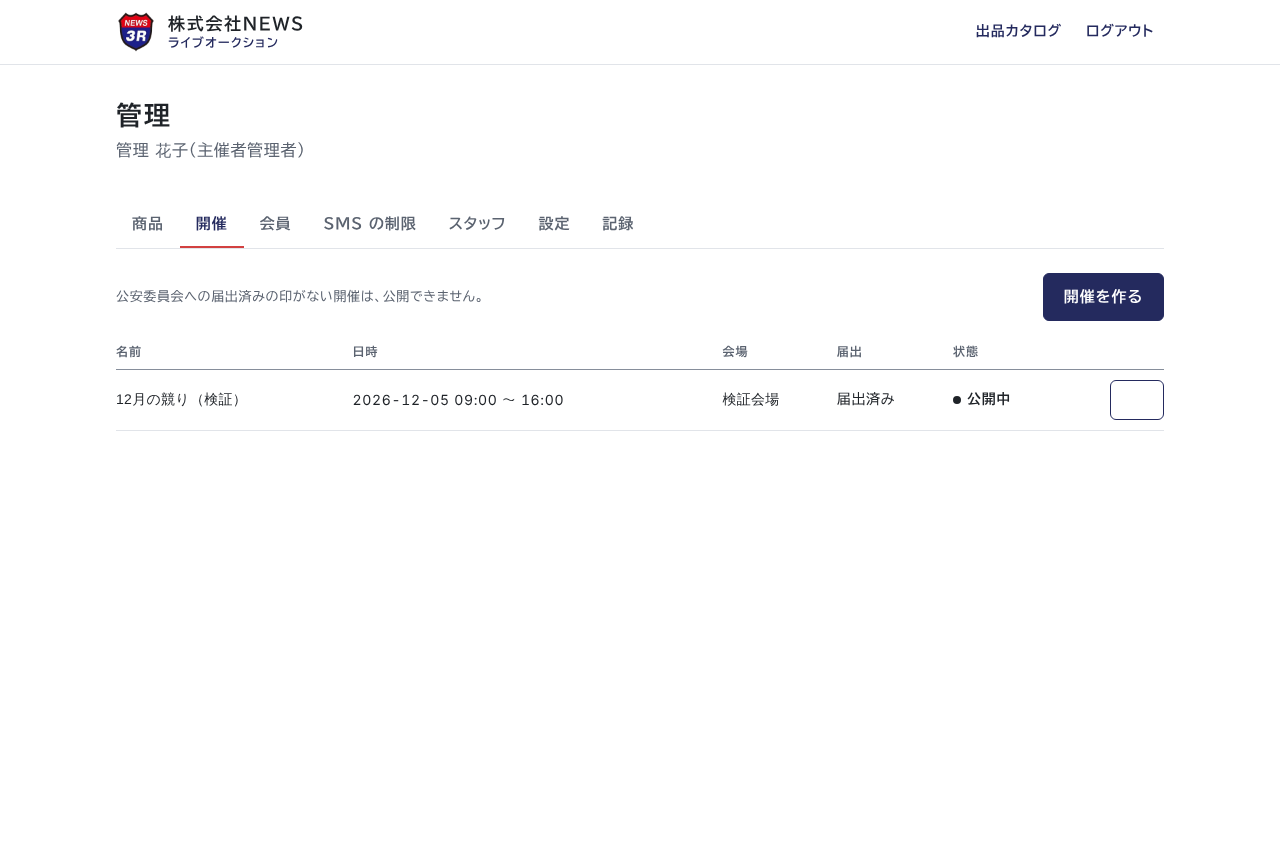 NEWS
3R
株式会社NEWS
ライブオークション
出品カタログ
ログアウト
管理
管理 花子（主催者管理者）
商品
開催
会員
SMS の制限
スタッフ
設定
記録
公安委員会への届出済みの印がない開催は、公開できません。
開催を作る
名前
日時
会場
届出
状態
12月の競り（検証）
2026-12-05 09:00 〜 16:00
検証会場
届出済み
公開中